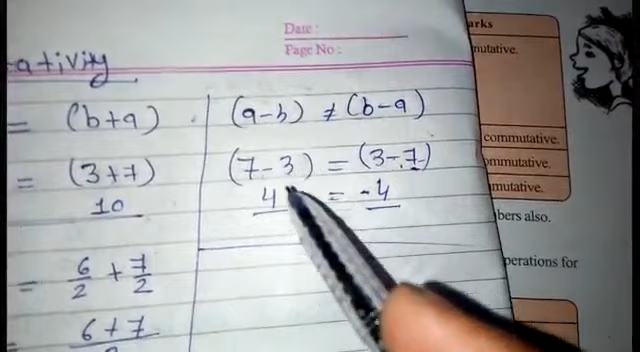 Date :
Page No :
ativity
= (b+a)
(a-b) ≠ (b-a)
= (3+7)
(7-3) = (3-7)
10
4 = -4
= 6/2 + 7/2
6+7
arks
mutative.
commutative.
ommutative.
mutative.
bers also.
perations for